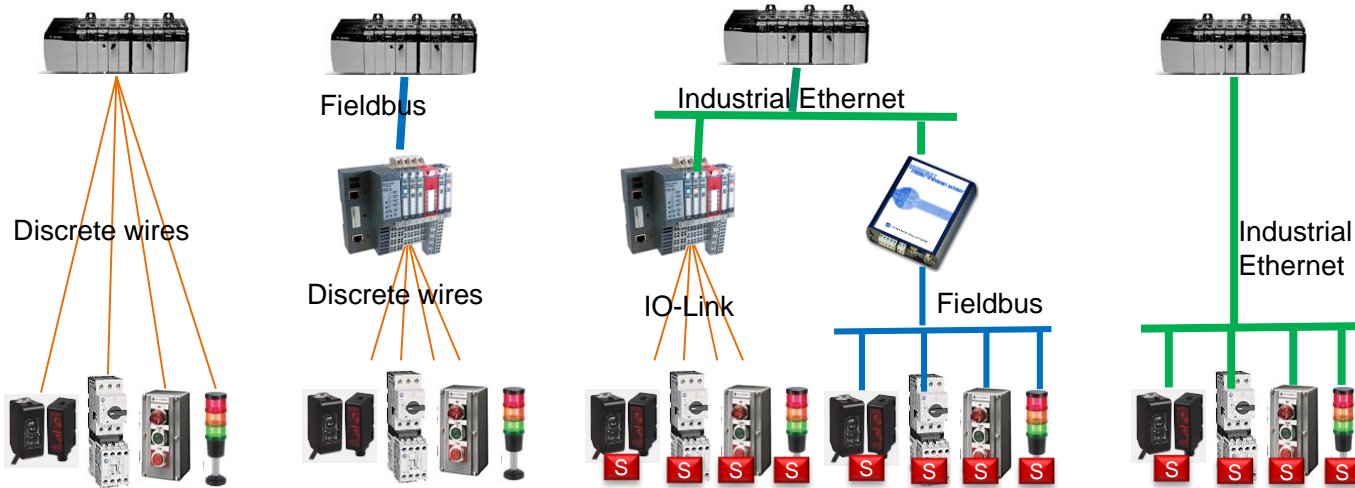 Fieldbus
Industrial Ethernet
Discrete wires
Industrial
Ethernet
Discrete wires
IO-Link
Fieldbus
S
S
S
S
S
S
S
S
S
S
S
S